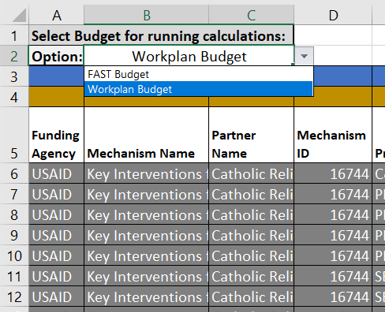 A B C D
1 Select Budget for running calculations:
2 Option: Workplan Budget
3 FAST Budget
Workplan Budget
4
5 Funding Agency Mechanism Name Partner Name Mechanism ID
6 USAID Key Interventions Catholic Reli 16744
7 USAID Key Interventions Catholic Reli 16744
8 USAID Key Interventions Catholic Reli 16744
9 USAID Key Interventions Catholic Reli 16744
10 USAID Key Interventions Catholic Reli 16744
11 USAID Key Interventions Catholic Reli 16744
12 USAID Key Interventions Catholic Reli 16744